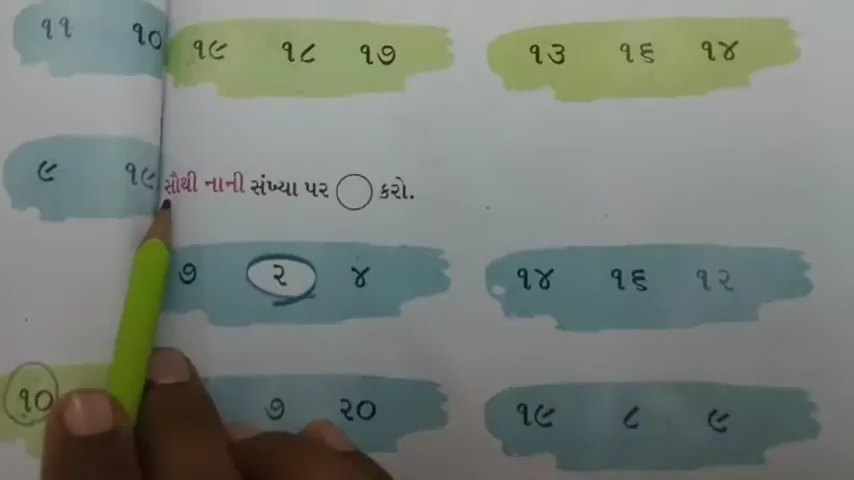 ૧૧ ૧૦ ૧૯ ૧૮ ૧૭ ૧૩ ૧૬ ૧૪
૯ ૧૯
સૌથી નાની સંખ્યા પર ◯ કરો.
૭ ૨ ૪ ૧૪ ૧૬ ૧૨
૧૦ ૭ ૨૦ ૧૯ ૮ ૯